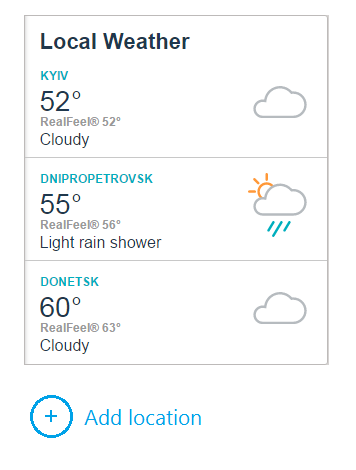 Local Weather
KYIV
52°
RealFeel® 52°
Cloudy
DNIPROPETROVSK
55°
RealFeel® 56°
Light rain shower
DONETSK
60°
RealFeel® 63°
Cloudy
+ Add location